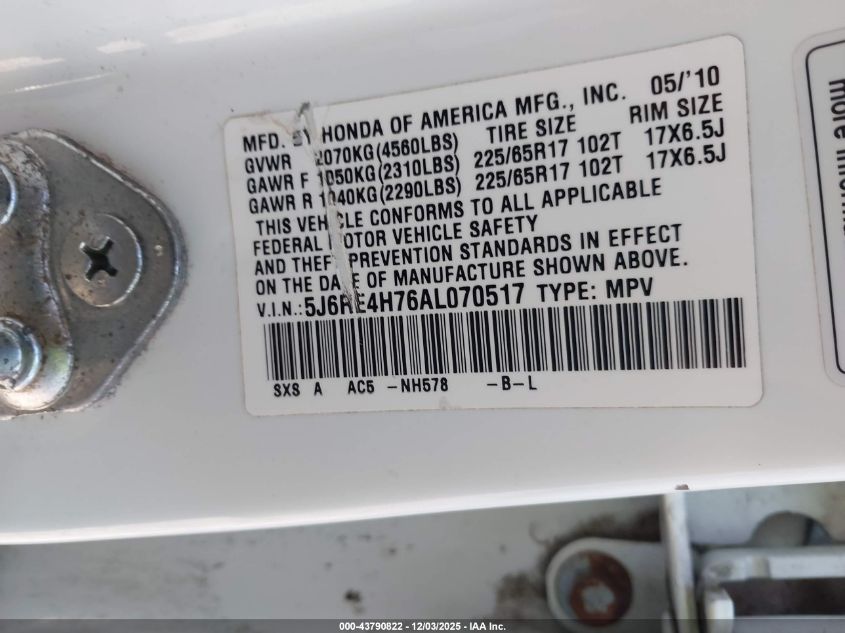 MFD. BY HONDA OF AMERICA MFG., INC. 05/'10
GVWR 2070KG(4560LBS) TIRE SIZE RIM SIZE
GAWR F 1050KG(2310LBS) 225/65R17 102T 17X6.5J
GAWR R 1040KG(2290LBS) 225/65R17 102T 17X6.5J
THIS VEHICLE CONFORMS TO ALL APPLICABLE
FEDERAL MOTOR VEHICLE SAFETY
AND THEFT PREVENTION STANDARDS IN EFFECT
ON THE DATE OF MANUFACTURE SHOWN ABOVE.
V.I.N.: 5J6RE4H76AL070517 TYPE: MPV
SXS A AC5 -NH578 -B-L
more
000-43790822 - 12/03/2025 - IAA Inc.